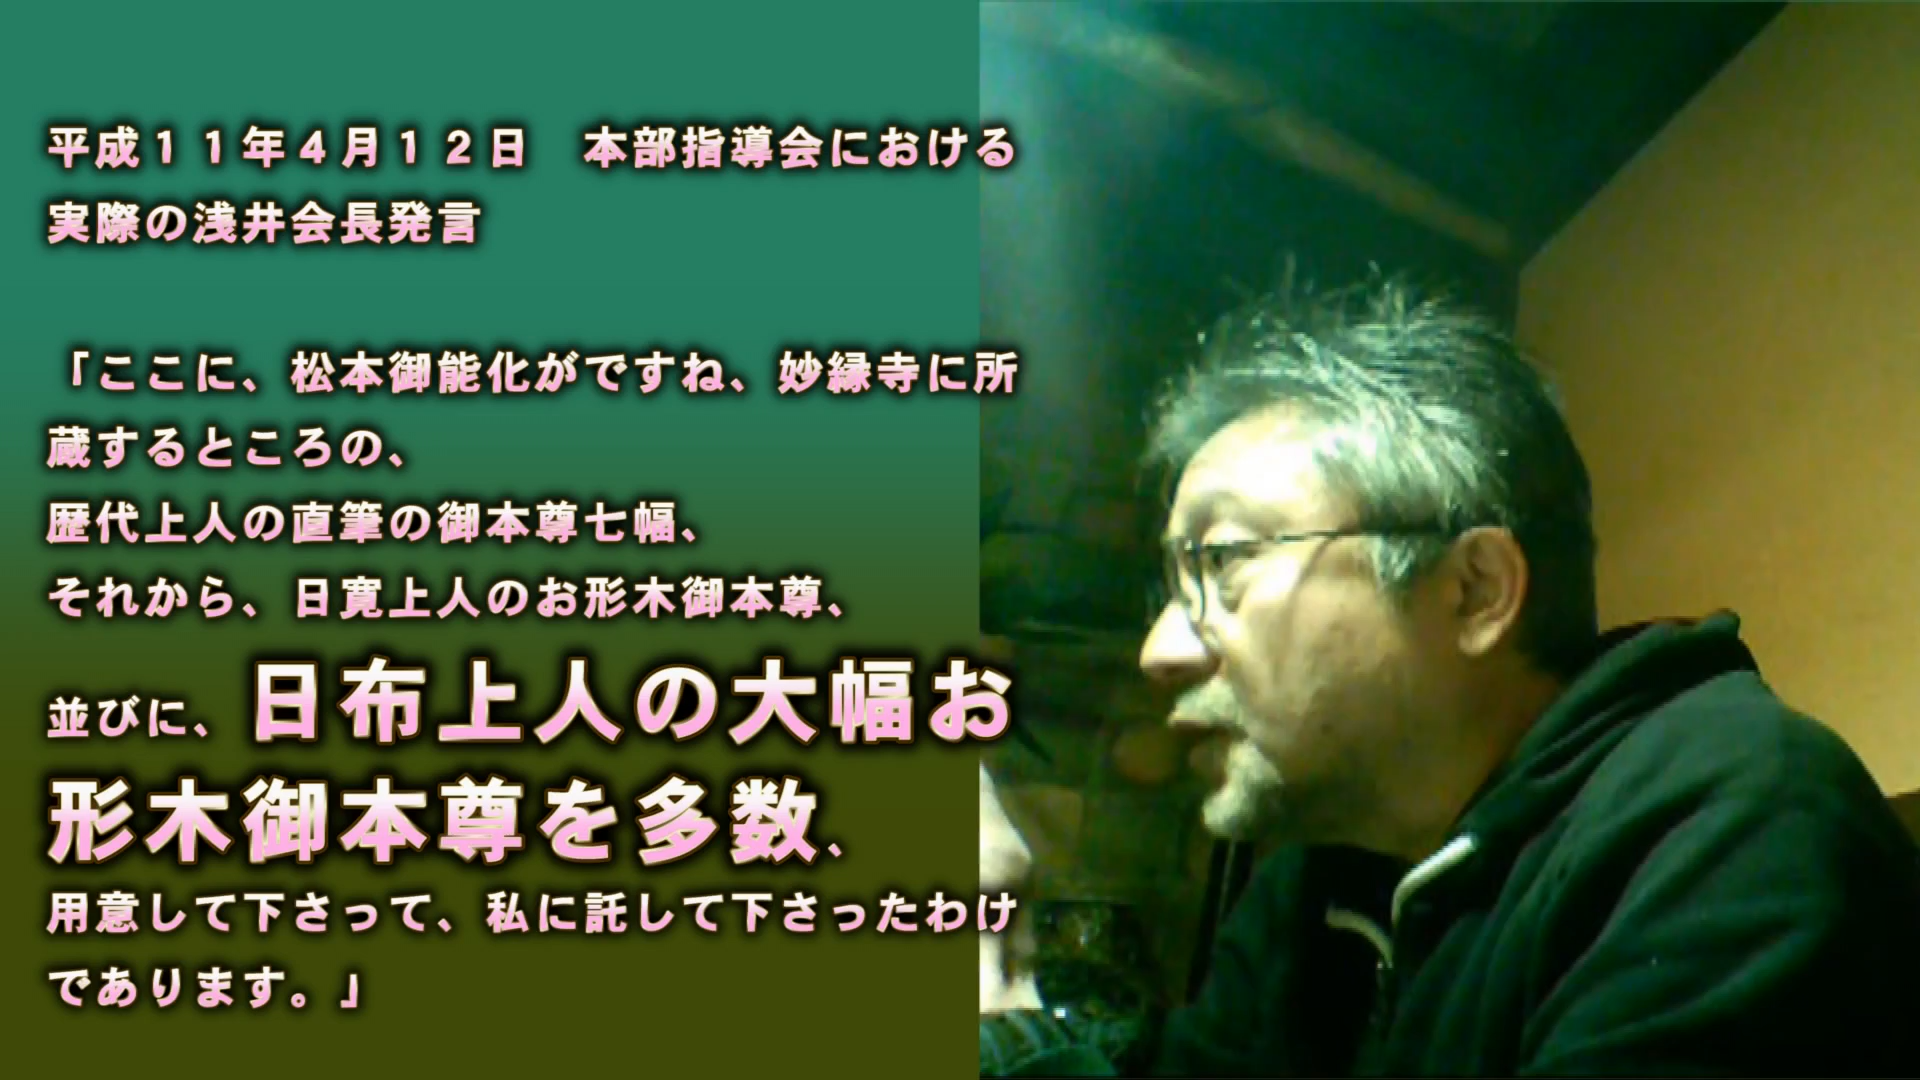 平成１１年４月１２日　本部指導会における
実際の浅井会長発言
「ここに、松本御能化がですね、妙縁寺に所
蔵するところの、
歴代上人の直筆の御本尊七幅、
それから、日寛上人のお形木御本尊、
並びに、日布上人の大幅お
形木御本尊を多数、
用意して下さって、私に託して下さったわけ
であります。」